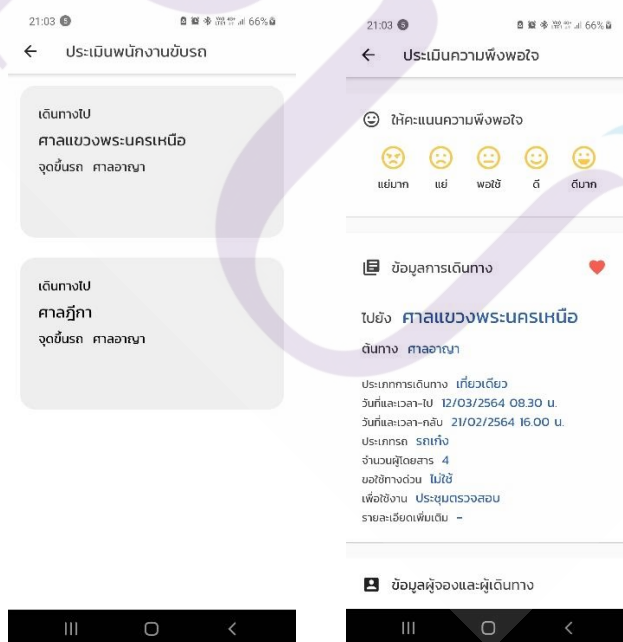 21:03 66%
ประเมินพนักงานขับรถ
เดินทางไป
ศาลแขวงพระนครเหนือ
จุดขึ้นรถ ศาลอาญา
เดินทางไป
ศาลฎีกา
จุดขึ้นรถ ศาลอาญา
21:03 66%
ประเมินความพึงพอใจ
ให้คะแนนความพึงพอใจ
แย่มาก แย่ พอใช้ ดี ดีมาก
ข้อมูลการเดินทาง
ไปยัง ศาลแขวงพระนครเหนือ
ต้นทาง ศาลอาญา
ประเภทการเดินทาง เที่ยวเดียว
วันที่และเวลา-ไป 12/03/2564 08.30 น.
วันที่และเวลา-กลับ 21/02/2564 16.00 น.
ประเภทรถ รถเก๋ง
จำนวนผู้โดยสาร 4
ขอใช้ทางด่วน ไม่ใช้
เพื่อใช้งาน ประชุมตรวจสอบ
รายละเอียดเพิ่มเติม -
ข้อมูลผู้จองและผู้เดินทาง